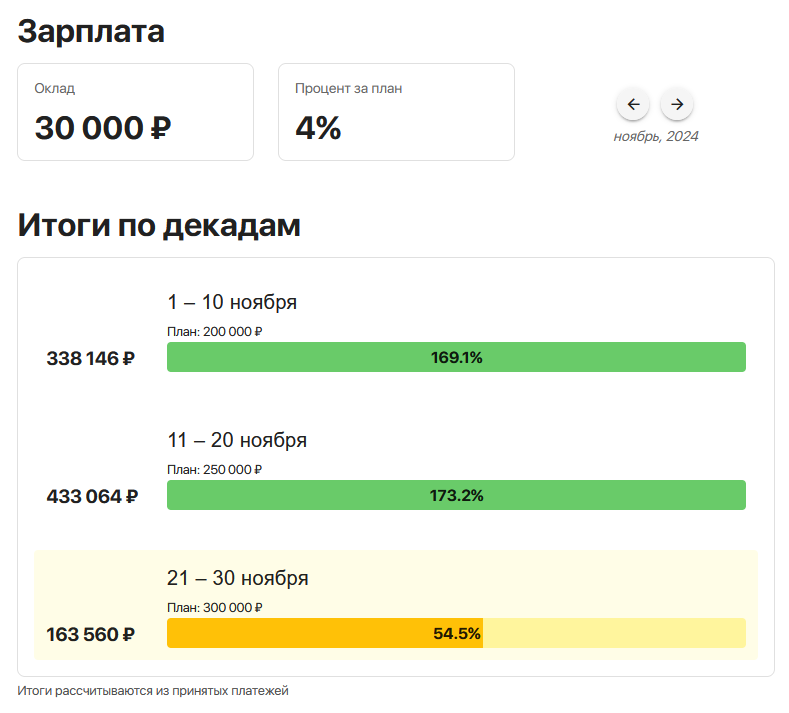 Зарплата
Оклад
30 000 ₽
Процент за план
4%
ноябрь, 2024
Итоги по декадам
1 – 10 ноября
План: 200 000 ₽
338 146 ₽
169.1%
11 – 20 ноября
План: 250 000 ₽
433 064 ₽
173.2%
21 – 30 ноября
План: 300 000 ₽
163 560 ₽
54.5%
Итоги рассчитываются из принятых платежей